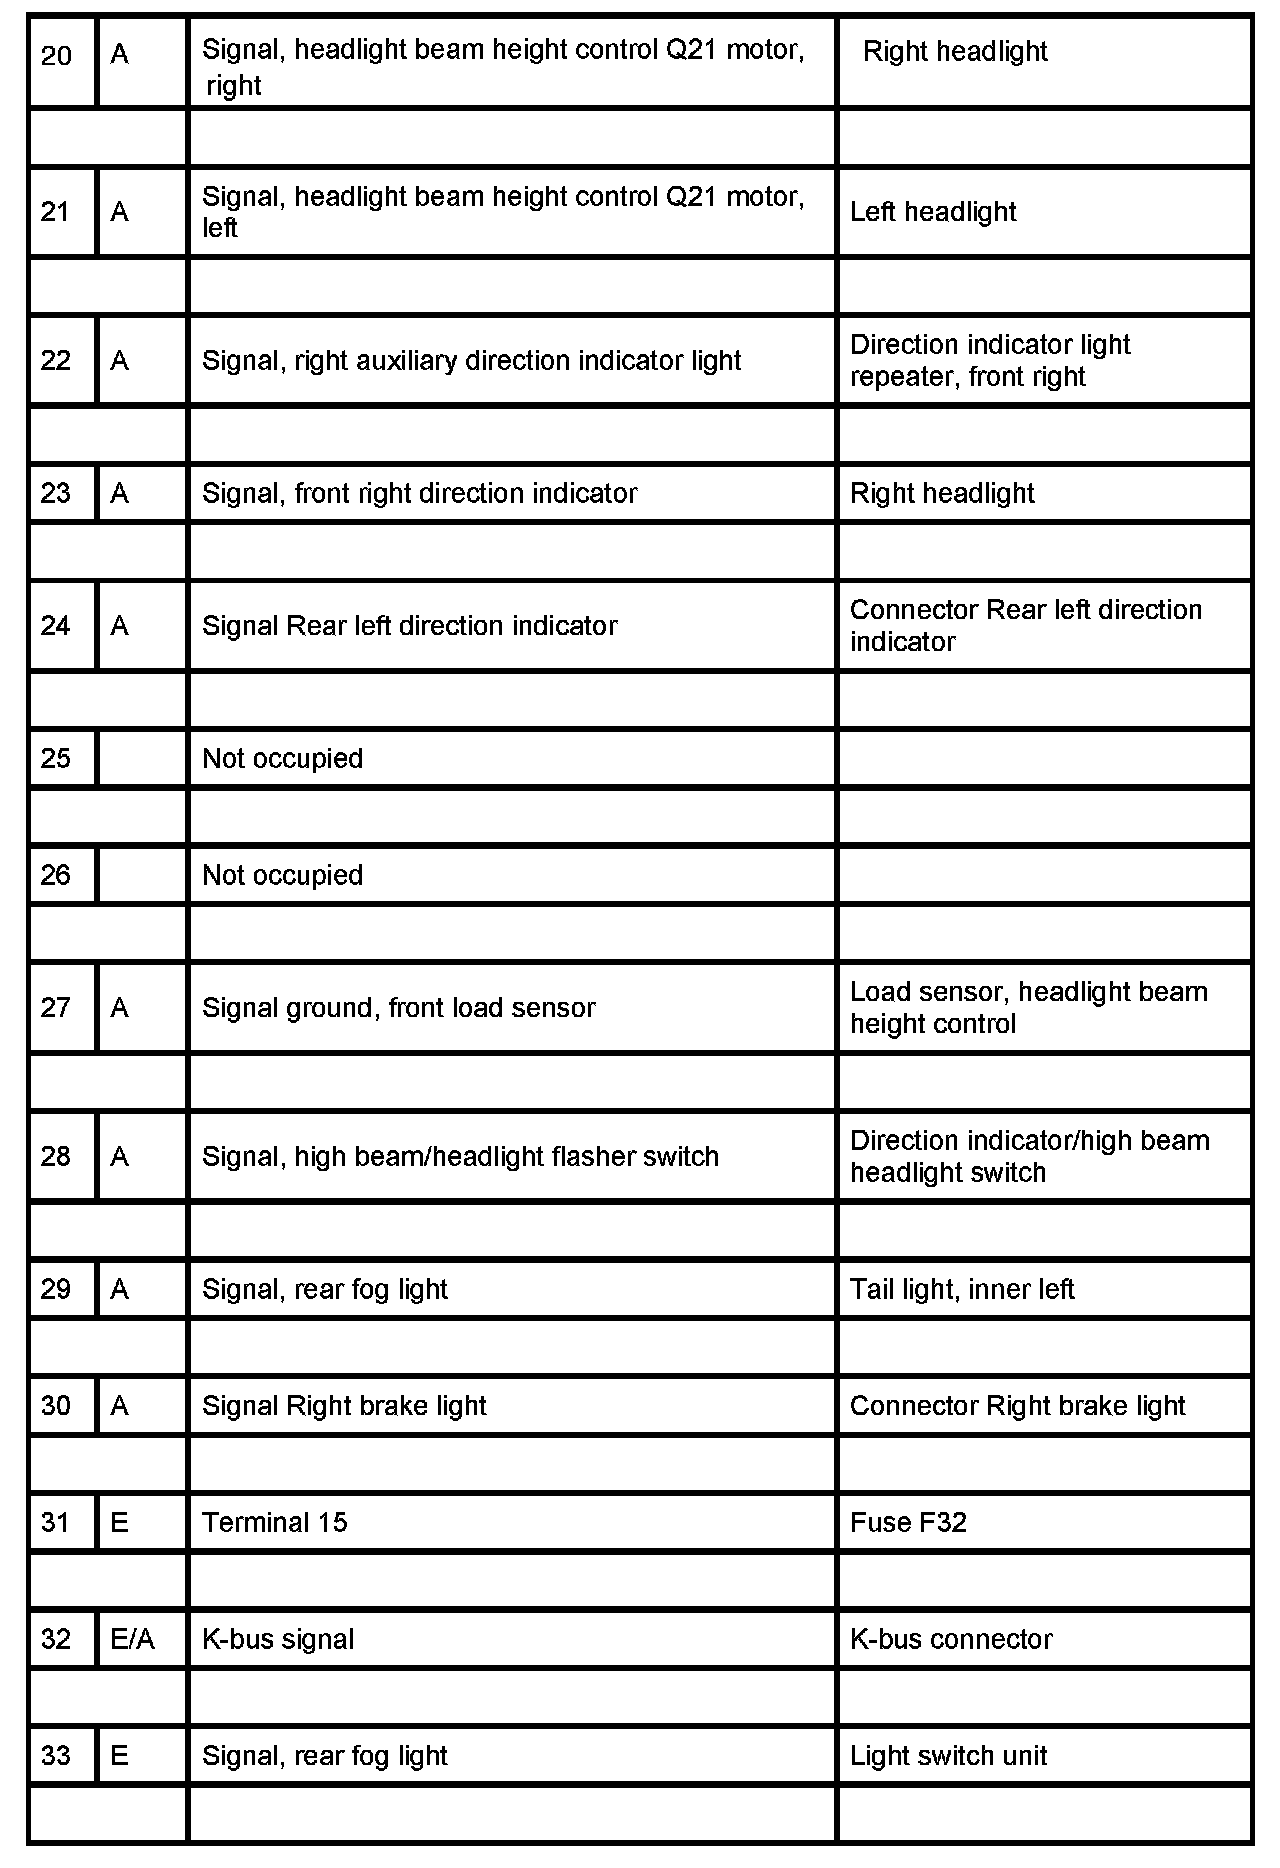 20 A Signal, headlight beam height control Q21 motor, Right headlight
right
21 A Signal, headlight beam height control Q21 motor, Left headlight
left
22 A Signal, right auxiliary direction indicator light Direction indicator light
repeater, front right
23 A Signal, front right direction indicator Right headlight
24 A Signal Rear left direction indicator Connector Rear left direction
indicator
25 Not occupied
26 Not occupied
27 A Signal ground, front load sensor Load sensor, headlight beam
height control
28 A Signal, high beam/headlight flasher switch Direction indicator/high beam
headlight switch
29 A Signal, rear fog light Tail light, inner left
30 A Signal Right brake light Connector Right brake light
31 E Terminal 15 Fuse F32
32 E/A K-bus signal K-bus connector
33 E Signal, rear fog light Light switch unit